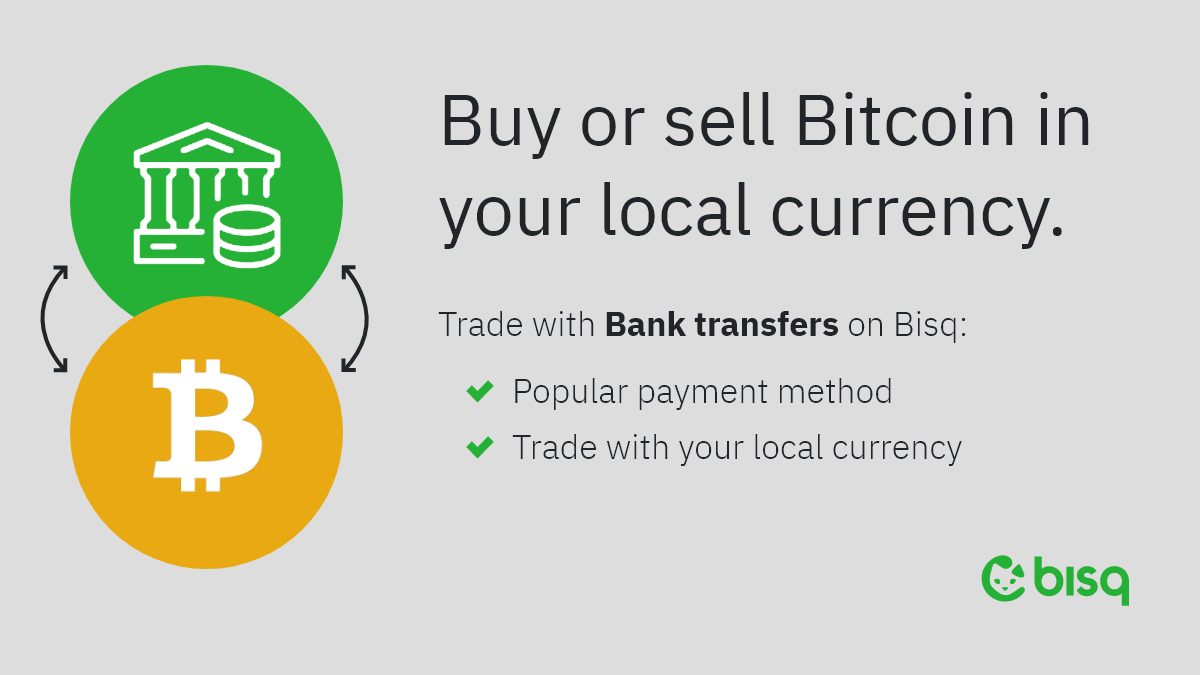 Buy or sell Bitcoin in
your local currency.
Trade with Bank transfers on Bisq:
Popular payment method
Trade with your local currency
bisq